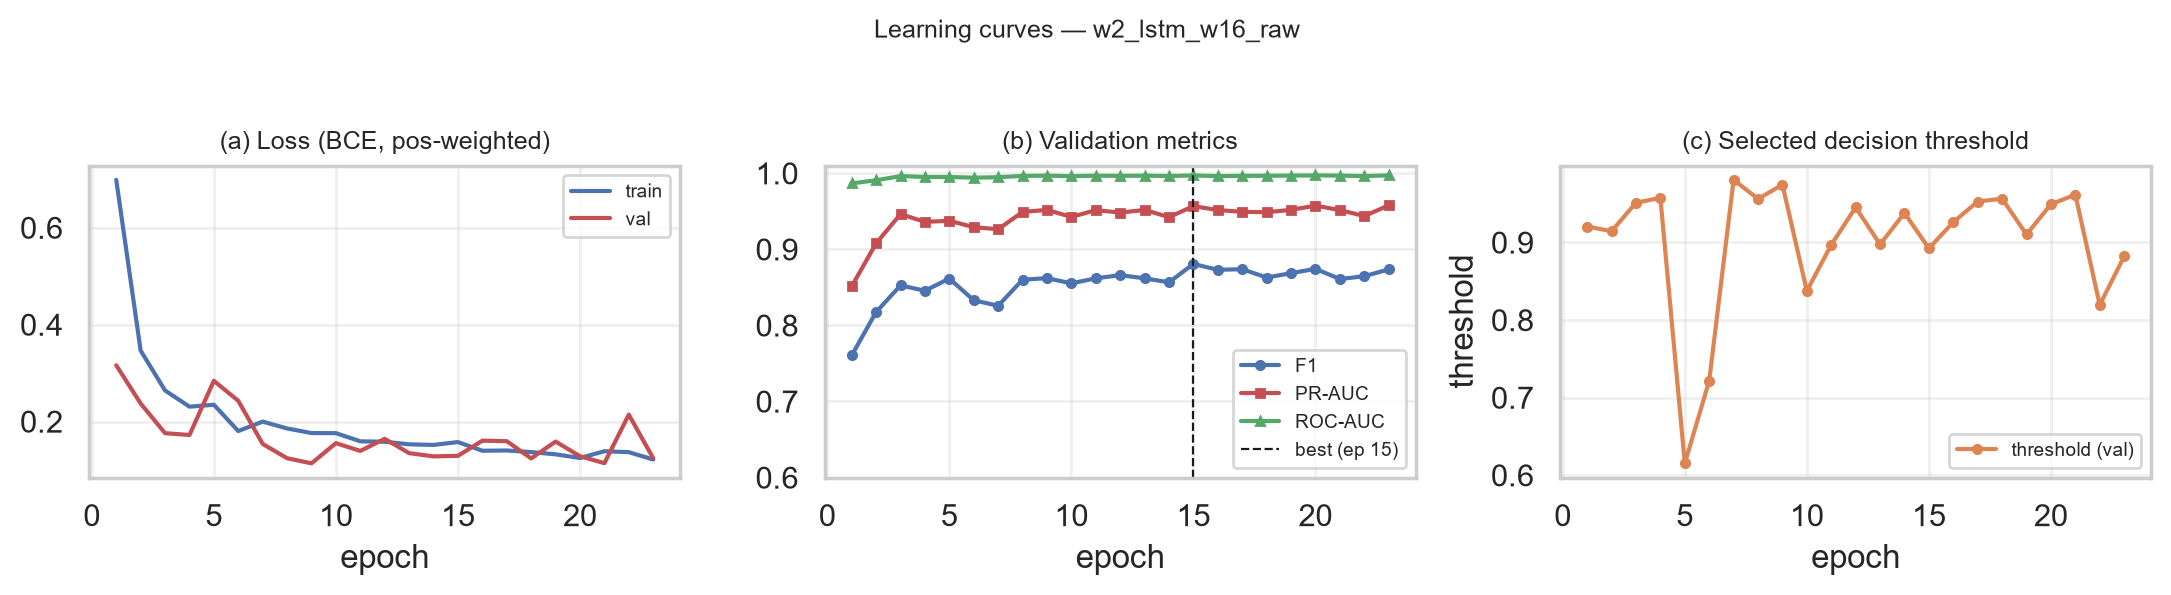 Learning curves — w2_lstm_w16_raw
(a) Loss (BCE, pos-weighted)
train
val
0.6
0.4
0.2
0 5 10 15 20
epoch
(b) Validation metrics
1.0
0.9
0.8
0.7
0.6
F1
PR-AUC
ROC-AUC
best (ep 15)
0 5 10 15 20
epoch
(c) Selected decision threshold
threshold
0.9
0.8
0.7
0.6
threshold (val)
0 5 10 15 20
epoch